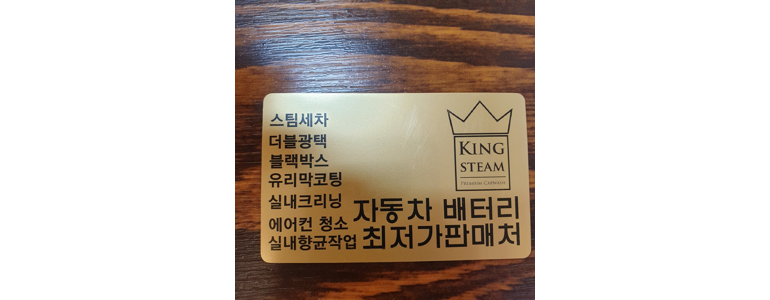 스팀세차
더블광택
블랙박스
유리막코팅
실내크리닝
에어컨 청소
실내향균작업
KING
STEAM
PREMIUM CARWASH
자동차 배터리
최저가판매처